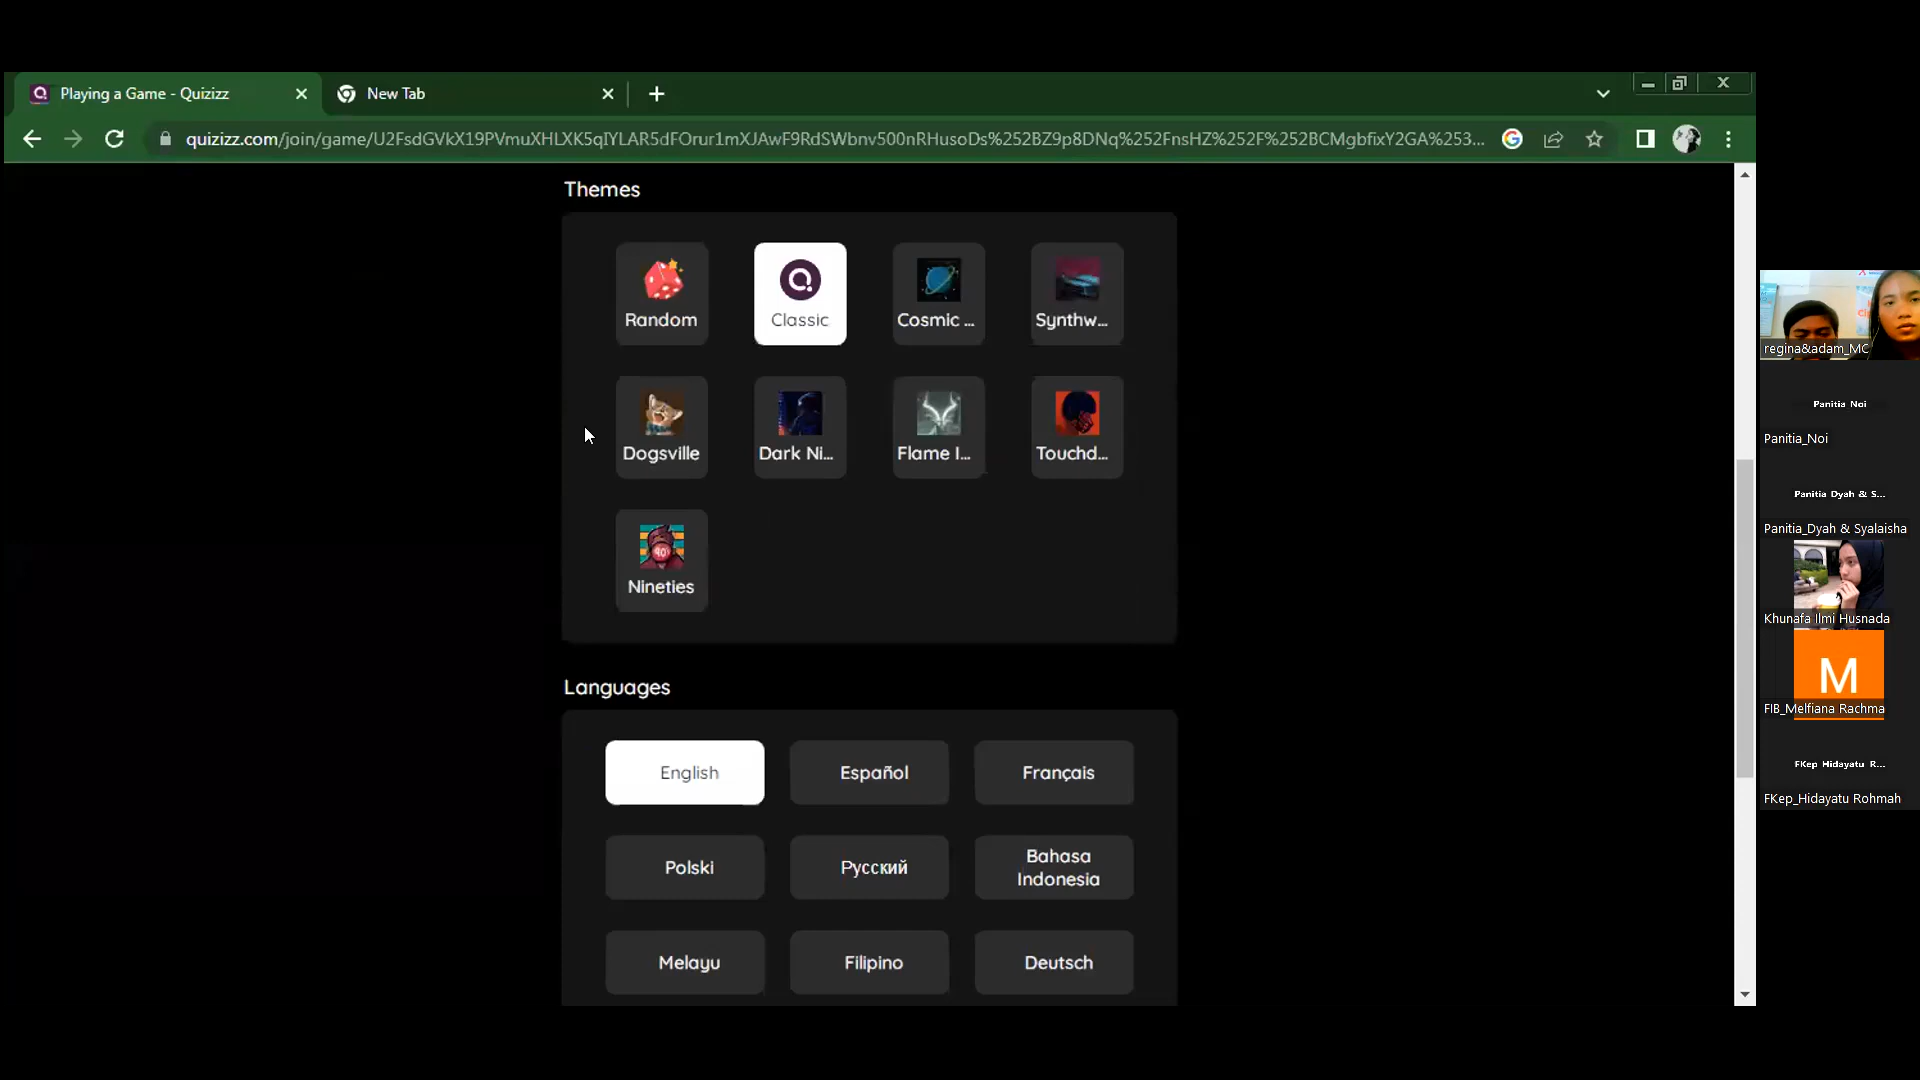 Playing a Game - Quizizz
New Tab
quizizz.com/join/game/U2FsdGVkX19PVmuXHLXK5qIYLAR5dFOrur1mXJAwF9RdSWbnv500nRHusoDs%252BZ9p8DNq%252FnsHZ%252F%252BCMgbfixY2GA%253...
Themes
Random
Classic
Cosmic ...
Synthw...
Dogsville
Dark Ni...
Flame I...
Touchd...
Nineties
Languages
English
Español
Français
Polski
Русский
Bahasa
Indonesia
Melayu
Filipino
Deutsch
regina&adam_MC
Panitia Noi
Panitia_Noi
Panitia Dyah & S...
Panitia_Dyah & Syalaisha
Khunafa Ilmi Husnada
M
FIB_Melfiana Rachma
FKep Hidayatu R...
FKep_Hidayatu Rohmah